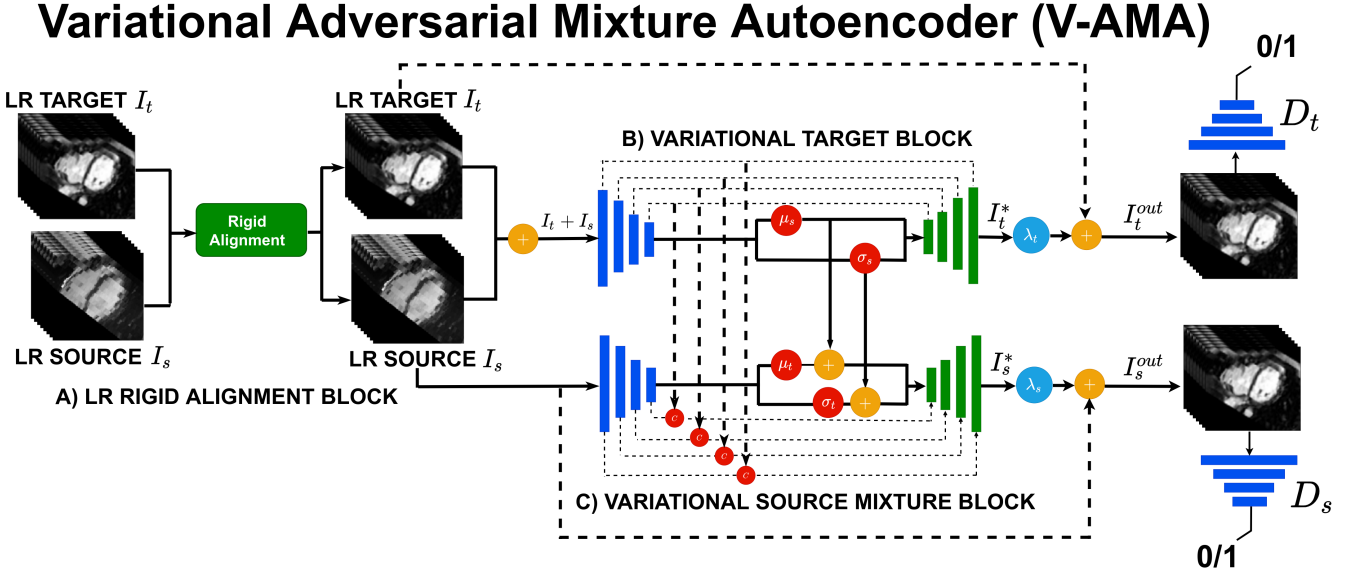 Variational Adversarial Mixture Autoencoder (V-AMA)
0/1
LR TARGET I_t
LR TARGET I_t
D_t
B) VARIATIONAL TARGET BLOCK
Rigid
Alignment
+
I_t + I_s
μ_s
σ_s
I_t^*
λ_t
+
I_t^{out}
LR SOURCE I_s
LR SOURCE I_s
A) LR RIGID ALIGNMENT BLOCK
μ_t
+
σ_t
+
I_s^*
λ_s
+
I_s^{out}
c
c
c
c
C) VARIATIONAL SOURCE MIXTURE BLOCK
D_s
0/1